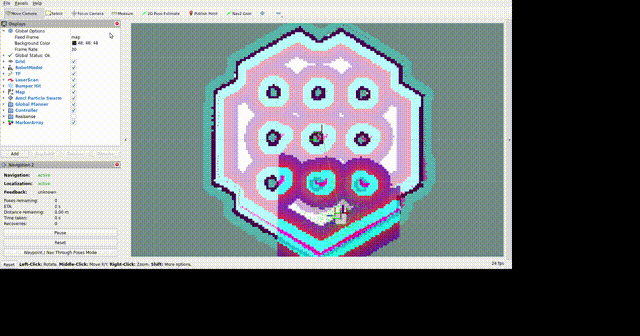 File Panels Help
Move Camera Select Focus Camera Measure 2D Pose Estimate Publish Point Nav2 Goal
Displays
Global Options
Fixed Frame map
Background Color 48; 48; 48
Frame Rate 30
Global Status: Ok
Grid
RobotModel
TF
LaserScan
Bumper Hit
Map
Amcl Particle Swarm
Global Planner
Controller
Realsense
MarkerArray
Add
Navigation 2
Navigation: active
Localization: active
Feedback: unknown
Poses remaining: 0
ETA: 0 s
Distance remaining: 0.00 m
Time taken: 0 s
Recoveries: 0
Pause
Reset
Waypoint / Nav Through Poses Mode
Reset Left-Click: Rotate. Middle-Click: Move X/Y. Right-Click: Zoom. Shift: More options. 24 fps